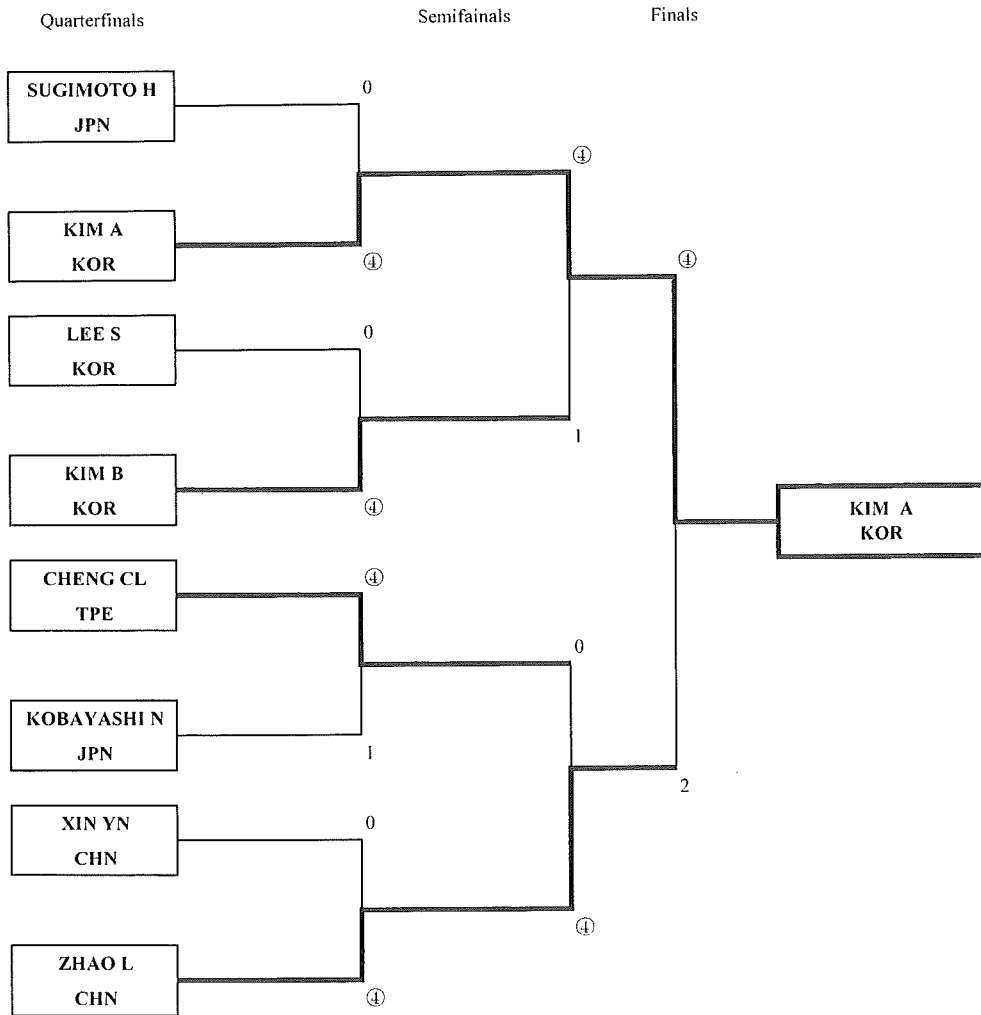 Quarterfinals Semifainals Finals
0
SUGIMOTO H
JPN
④
KIM A
KOR
④
④
0
LEE S
KOR
1
KIM B
KOR
④
KIM A
KOR
④
CHENG CL
TPE
0
KOBAYASHI N
JPN
1
2
0
XIN YN
CHN
④
ZHAO L
CHN
④